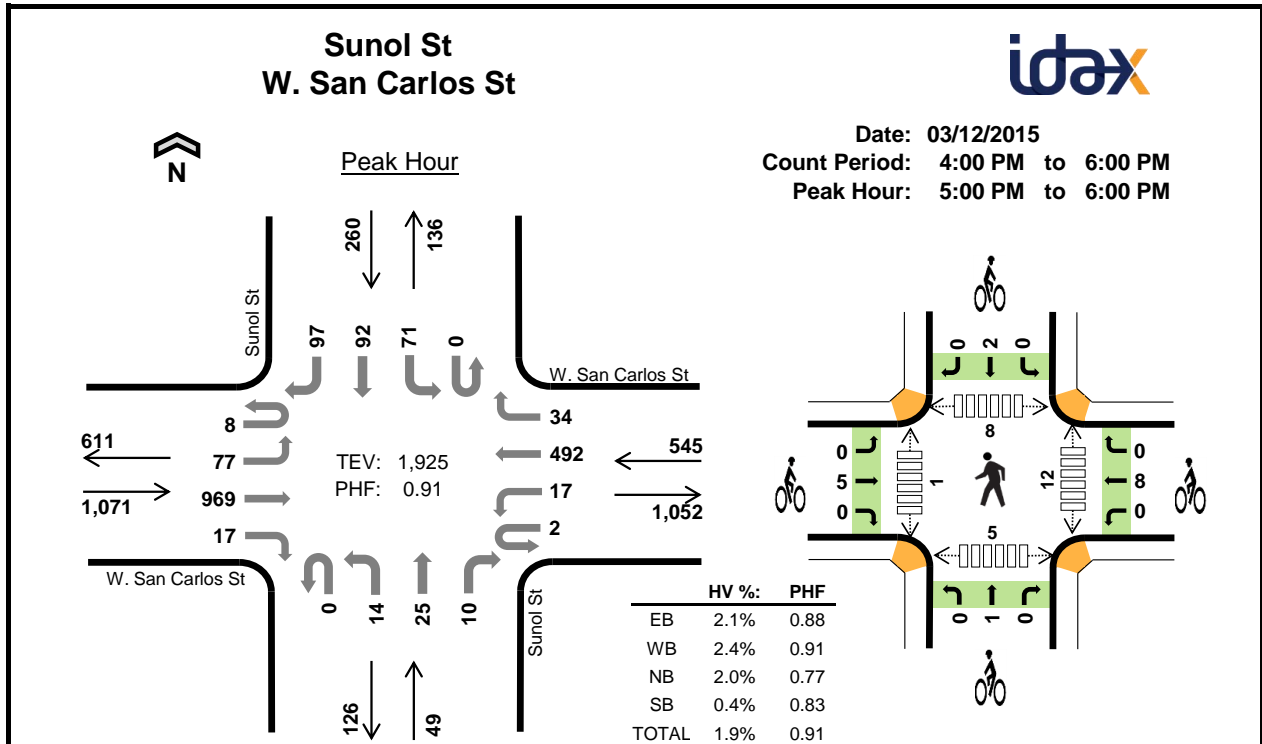 Sunol St
W. San Carlos St
idax
Date: 03/12/2015
Count Period: 4:00 PM to 6:00 PM
Peak Hour: 5:00 PM to 6:00 PM
N
Peak Hour
260
136
Sunol St
97
92
71
0
W. San Carlos St
8
77
969
17
611
1,071
TEV: 1,925
PHF: 0.91
34
492
17
2
545
1,052
W. San Carlos St
0
14
25
10
Sunol St
126
49
HV %: PHF
EB 2.1% 0.88
WB 2.4% 0.91
NB 2.0% 0.77
SB 0.4% 0.83
TOTAL 1.9% 0.91
0 2 0
8
0
5
0
1
12
0
8
0
5
0 1 0